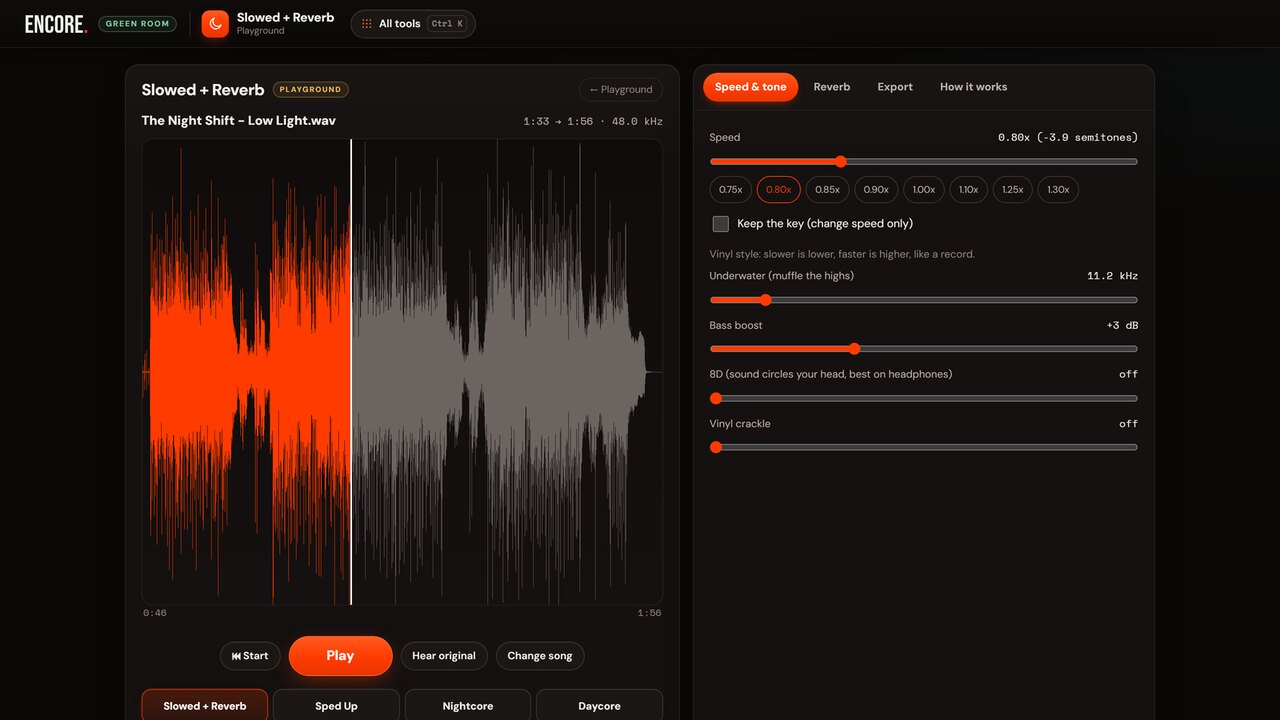 ENCORE.
GREEN ROOM
Slowed + Reverb
Playground
All tools
Ctrl K
Slowed + Reverb
PLAYGROUND
← Playground
The Night Shift - Low Light.wav
1:33 → 1:56 · 48.0 kHz
0:46
1:56
⏮ Start
Play
Hear original
Change song
Slowed + Reverb
Sped Up
Nightcore
Daycore
Speed & tone
Reverb
Export
How it works
Speed
0.80x (-3.9 semitones)
0.75x
0.80x
0.85x
0.90x
1.00x
1.10x
1.25x
1.30x
Keep the key (change speed only)
Vinyl style: slower is lower, faster is higher, like a record.
Underwater (muffle the highs)
11.2 kHz
Bass boost
+3 dB
8D (sound circles your head, best on headphones)
off
Vinyl crackle
off